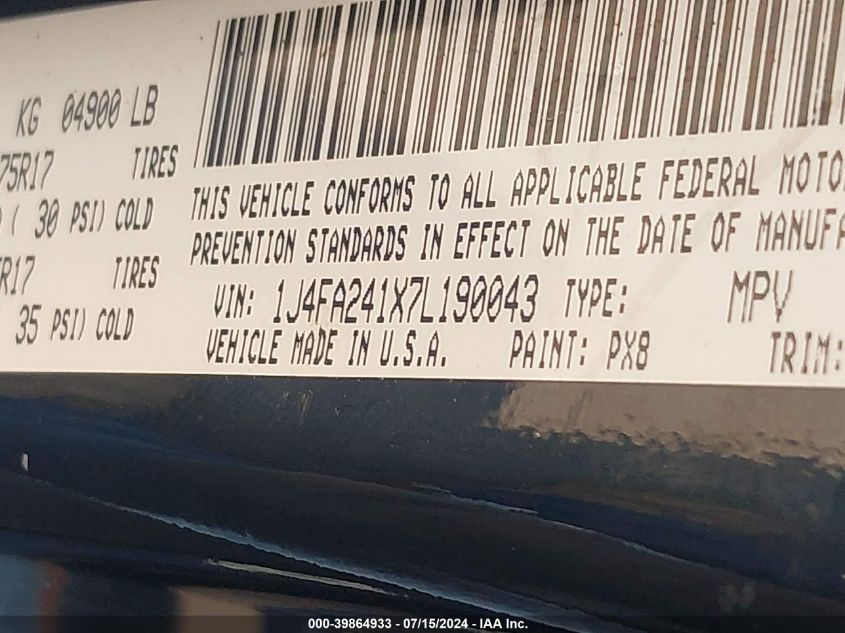 KG 04900 LB
75R17 TIRES
( 30 PSI) COLD
R17 TIRES
35 PSI) COLD
THIS VEHICLE CONFORMS TO ALL APPLICABLE FEDERAL MOTO
PREVENTION STANDARDS IN EFFECT ON THE DATE OF MANUFA
VIN: 1J4FA241X7L190043 TYPE: MPV
VEHICLE MADE IN U.S.A. PAINT: PX8 TRIM:
000-39864933 - 07/15/2024 - IAA Inc.